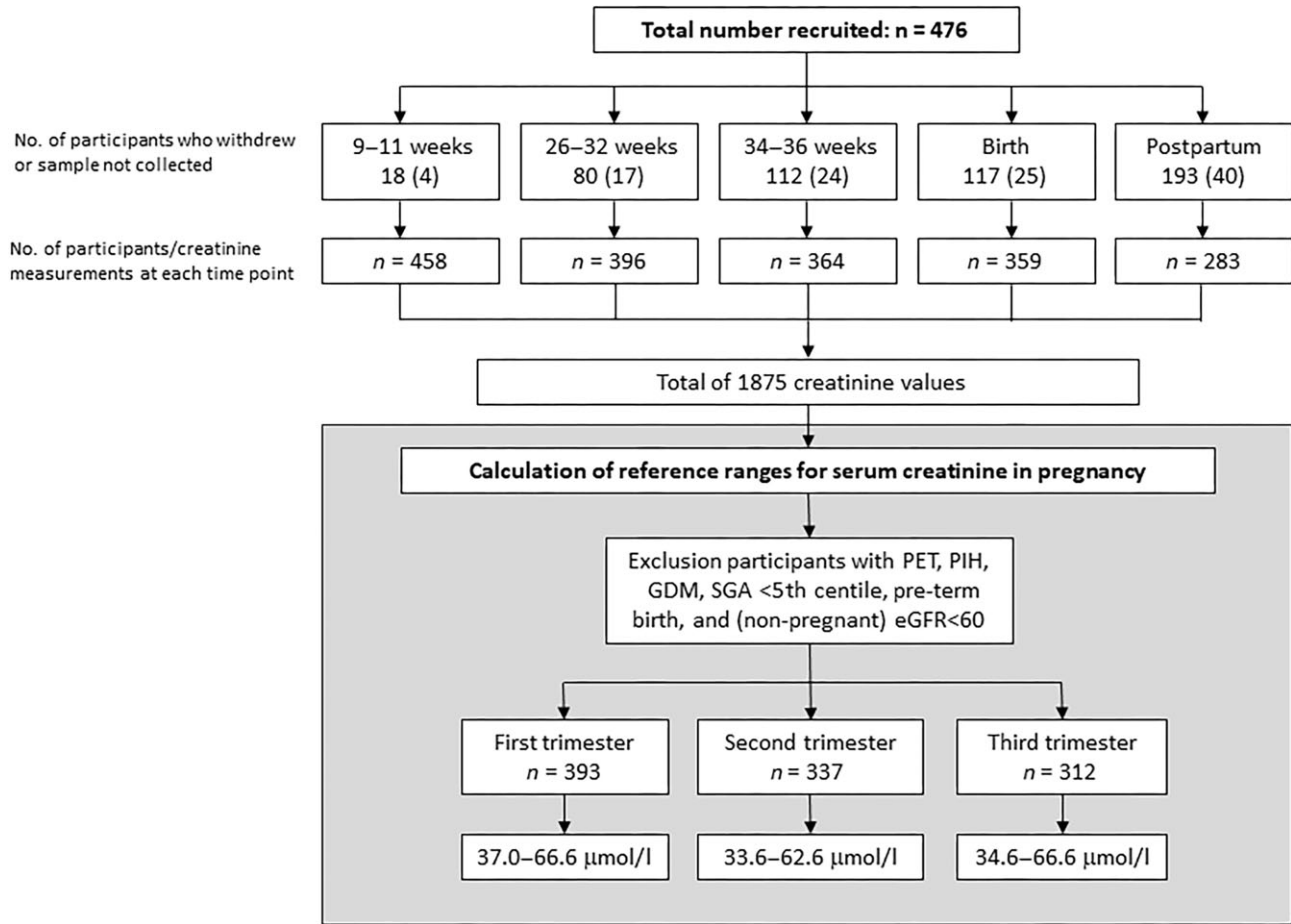 Total number recruited: n = 476
No. of participants who withdrew
or sample not collected
9–11 weeks
18 (4)
26–32 weeks
80 (17)
34–36 weeks
112 (24)
Birth
117 (25)
Postpartum
193 (40)
No. of participants/creatinine
measurements at each time point
n = 458
n = 396
n = 364
n = 359
n = 283
Total of 1875 creatinine values
Calculation of reference ranges for serum creatinine in pregnancy
Exclusion participants with PET, PIH,
GDM, SGA <5th centile, pre-term
birth, and (non-pregnant) eGFR<60
First trimester
n = 393
Second trimester
n = 337
Third trimester
n = 312
37.0–66.6 μmol/l
33.6–62.6 μmol/l
34.6–66.6 μmol/l